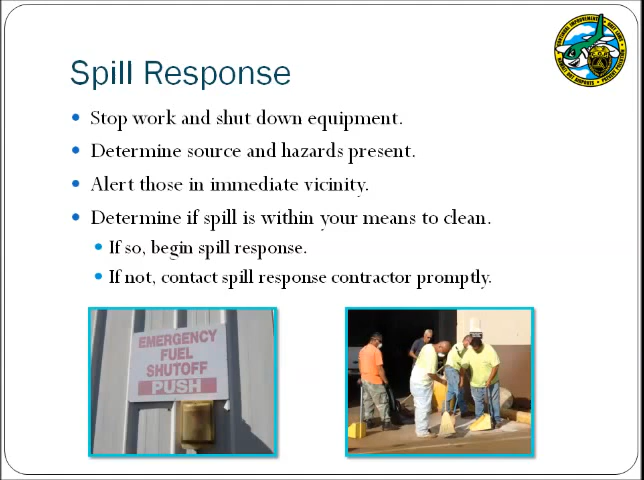 Spill Response
Stop work and shut down equipment.
Determine source and hazards present.
Alert those in immediate vicinity.
Determine if spill is within your means to clean.
If so, begin spill response.
If not, contact spill response contractor promptly.
EMERGENCY
FUEL
SHUTOFF
PUSH